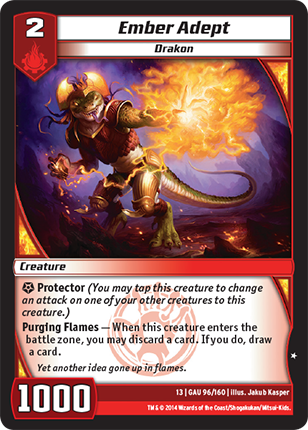 2
Ember Adept
Drakon
Creature
Protector (You may tap this creature to change
an attack on one of your other creatures to this
creature.)
Purging Flames — When this creature enters the
battle zone, you may discard a card. If you do, draw
a card.
Yet another idea gone up in flames.
1000
13 | GAU 96/160 | illus. Jakub Kasper
TM & © 2014 Wizards of the Coast/Shogakukan/Mitsui-Kids.